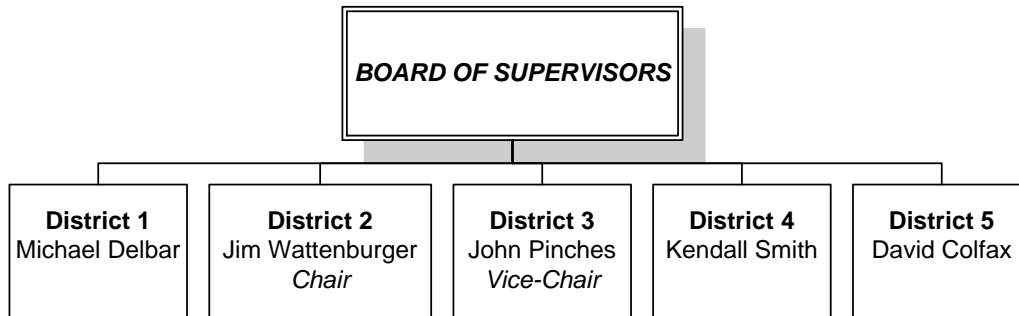 BOARD OF SUPERVISORS
District 1
Michael Delbar
District 2
Jim Wattenburger
Chair
District 3
John Pinches
Vice-Chair
District 4
Kendall Smith
District 5
David Colfax